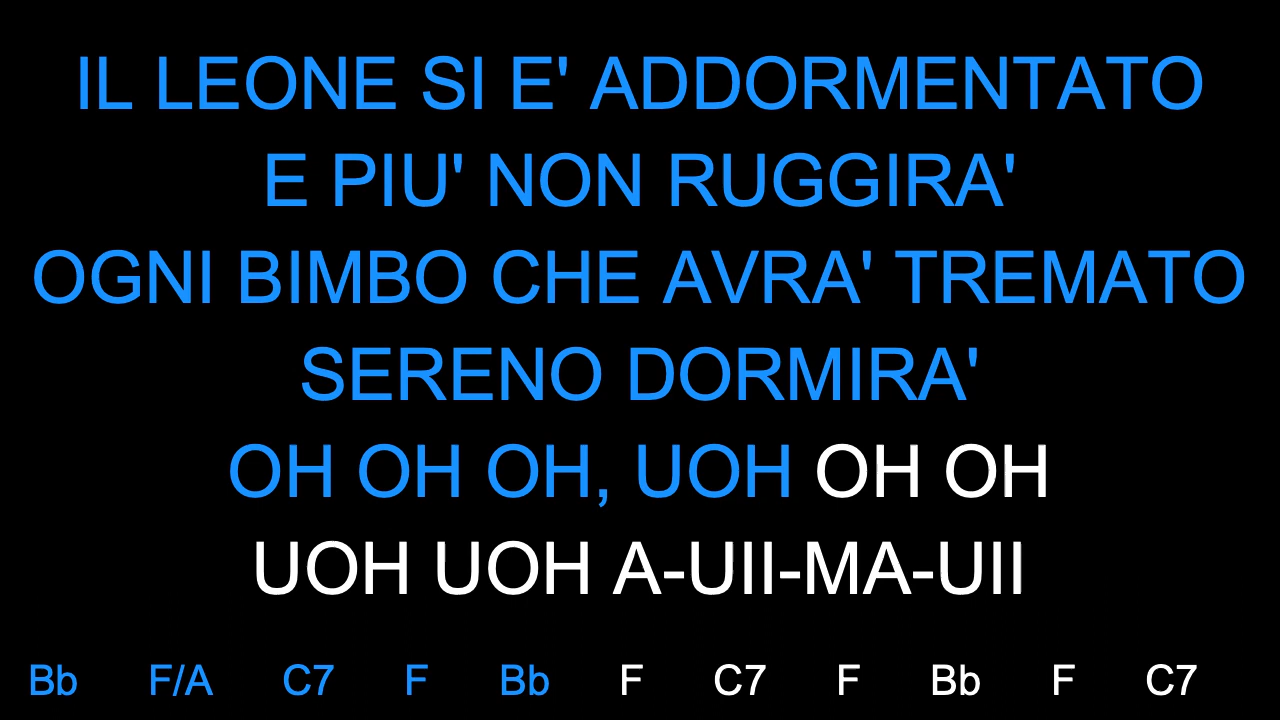 IL LEONE SI E' ADDORMENTATO
E PIU' NON RUGGIRA'
OGNI BIMBO CHE AVRA' TREMATO
SERENO DORMIRA'
OH OH OH, UOH OH OH
UOH UOH A-UII-MA-UII
Bb F/A C7 F Bb F C7 F Bb F C7